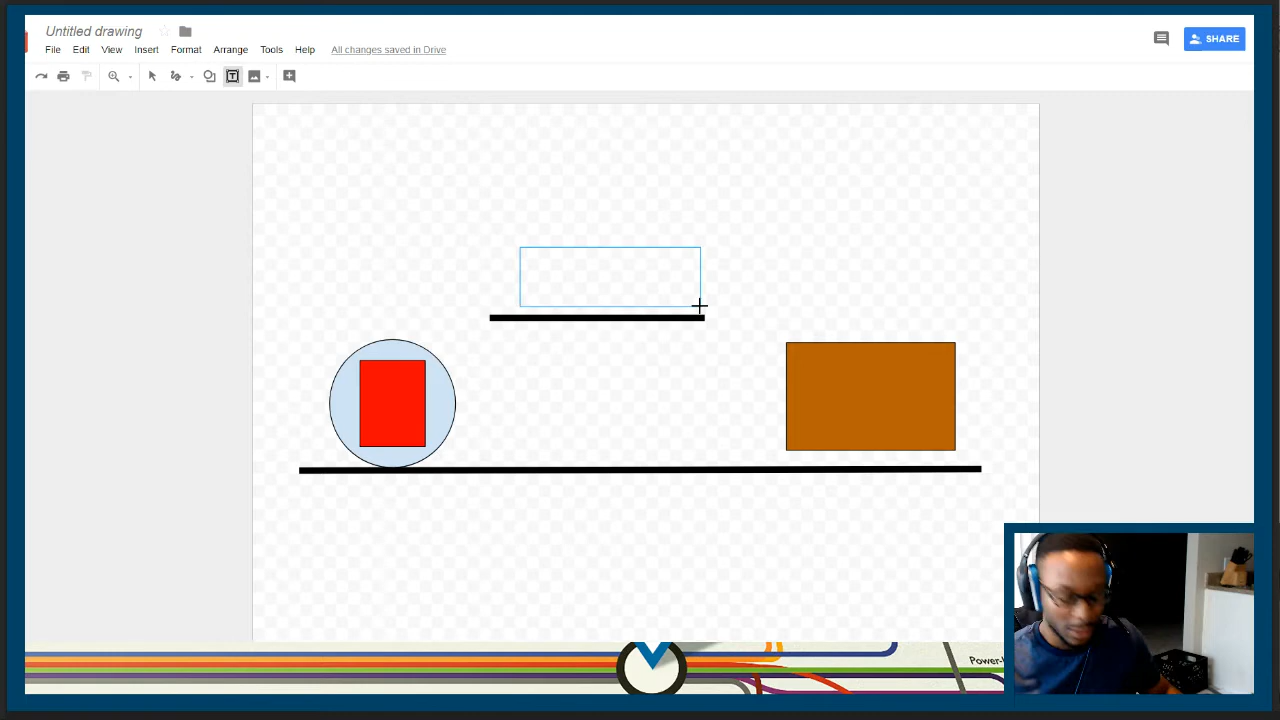 Untitled drawing
File Edit View Insert Format Arrange Tools Help All changes saved in Drive
SHARE
T